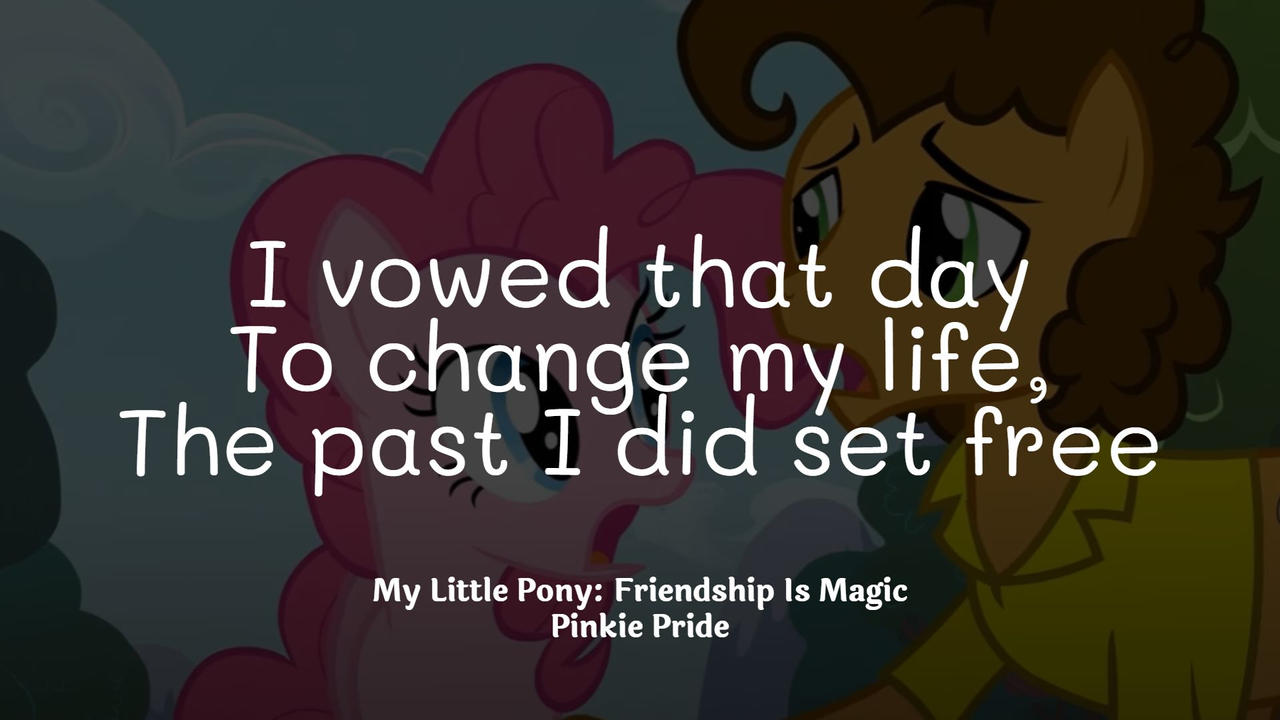 I vowed that day
To change my life,
The past I did set free
My Little Pony: Friendship Is Magic
Pinkie Pride